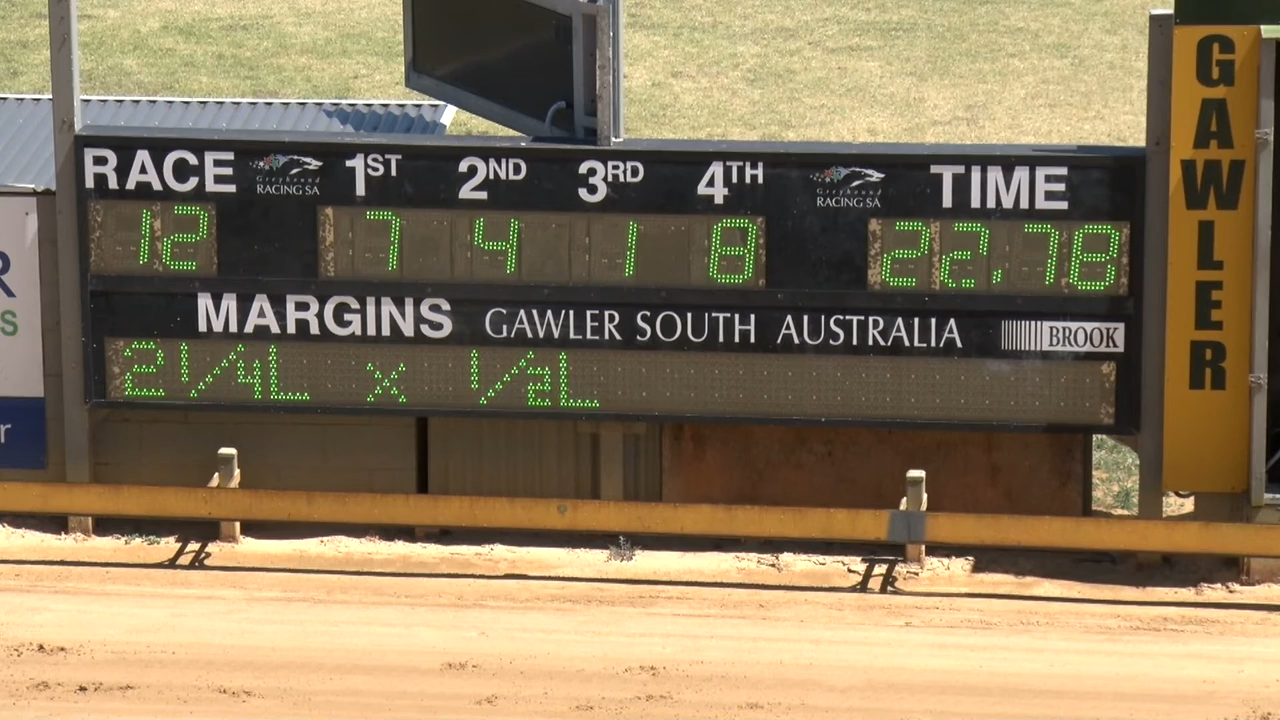 RACE Greyhound RACING SA 1ST 2ND 3RD 4TH Greyhound RACING SA TIME
12 7 4 1 8 22.78
MARGINS GAWLER SOUTH AUSTRALIA BROOK
2 1/4L x 1/2L
GAWLER
R
S
r